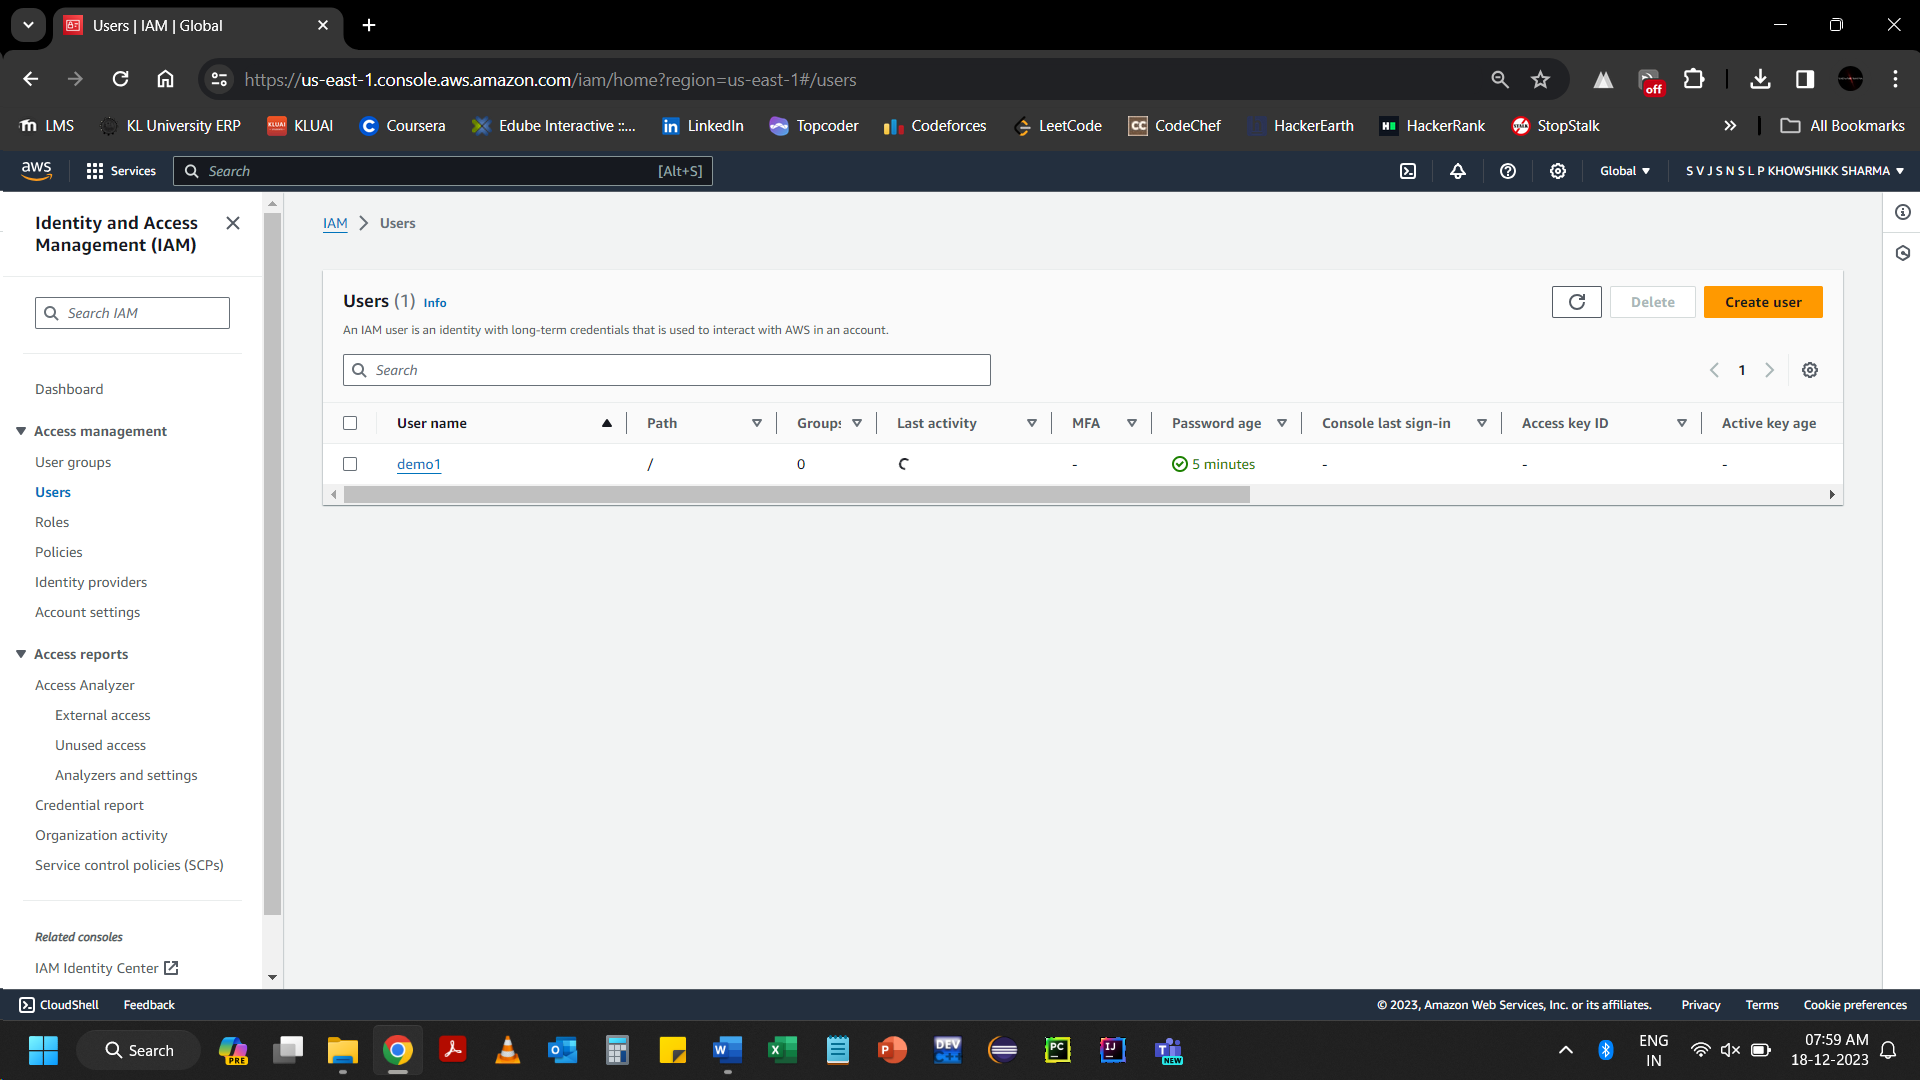 Users | IAM | Global
https://us-east-1.console.aws.amazon.com/iam/home?region=us-east-1#/users
off
LMS
KL University ERP
KLUAI
KLUAI
Coursera
Edube Interactive ::...
LinkedIn
Topcoder
Codeforces
LeetCode
CodeChef
HackerEarth
HackerRank
StopStalk
All Bookmarks
aws
Services
Search
[Alt+S]
Global
S V J S N S L P KHOWSHIKK SHARMA
Identity and Access
Management (IAM)
Search IAM
Dashboard
Access management
User groups
Users
Roles
Policies
Identity providers
Account settings
Access reports
Access Analyzer
External access
Unused access
Analyzers and settings
Credential report
Organization activity
Service control policies (SCPs)
Related consoles
IAM Identity Center
IAM > Users
Users (1) Info
An IAM user is an identity with long-term credentials that is used to interact with AWS in an account.
Delete
Create user
Search
1
User name
Path
Groups
Last activity
MFA
Password age
Console last sign-in
Access key ID
Active key age
demo1
/
0
-
5 minutes
-
-
-
CloudShell
Feedback
© 2023, Amazon Web Services, Inc. or its affiliates.
Privacy
Terms
Cookie preferences
Search
PRE
DEV
C++
PC
IJ
NEW
ENG
IN
07:59 AM
18-12-2023